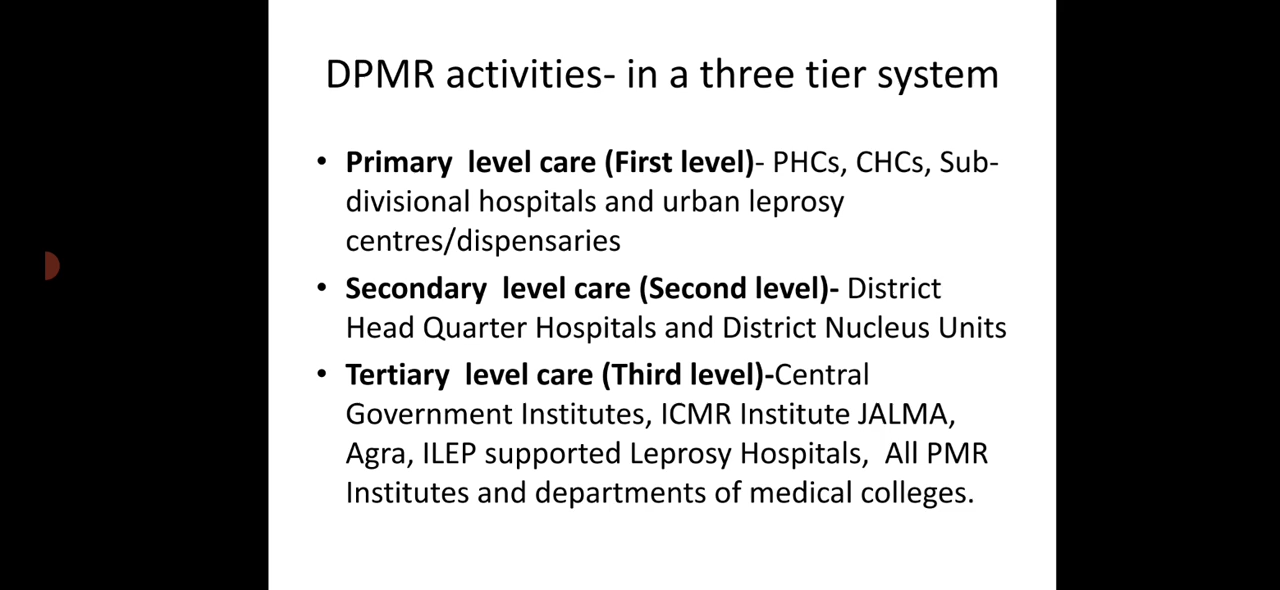 DPMR activities- in a three tier system
• Primary level care (First level)- PHCs, CHCs, Sub-
divisional hospitals and urban leprosy
centres/dispensaries
• Secondary level care (Second level)- District
Head Quarter Hospitals and District Nucleus Units
• Tertiary level care (Third level)-Central
Government Institutes, ICMR Institute JALMA,
Agra, ILEP supported Leprosy Hospitals, All PMR
Institutes and departments of medical colleges.